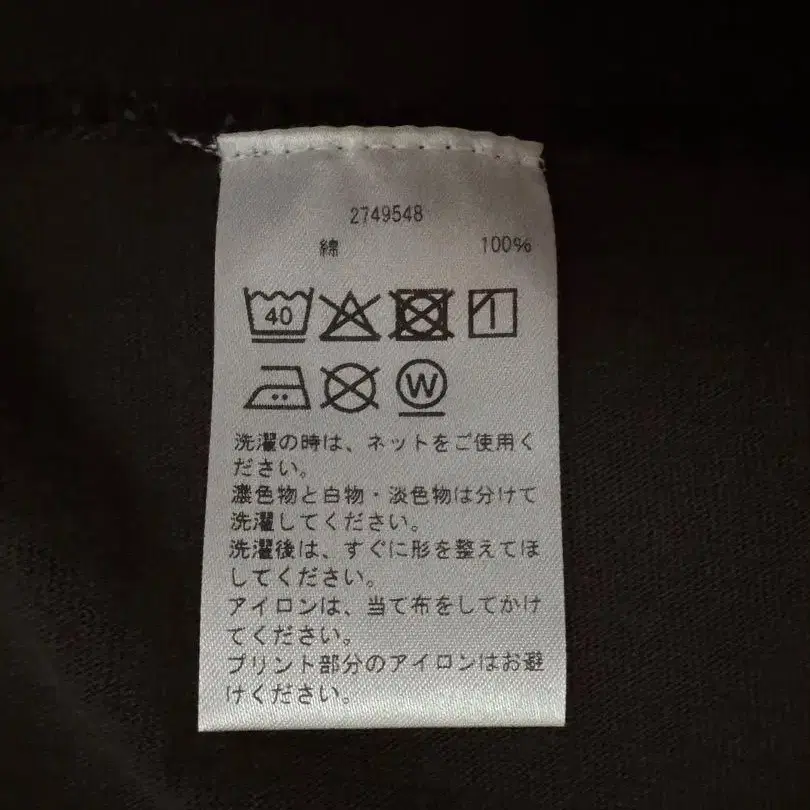 2749548
綿 100%
40
W
洗濯の時は、ネットをご使用く
ださい。
濃色物と白物・淡色物は分けて
洗濯してください。
洗濯後は、すぐに形を整えてほ
してください。
アイロンは、当て布をしてかけ
てください。
プリント部分のアイロンはお避
けください。